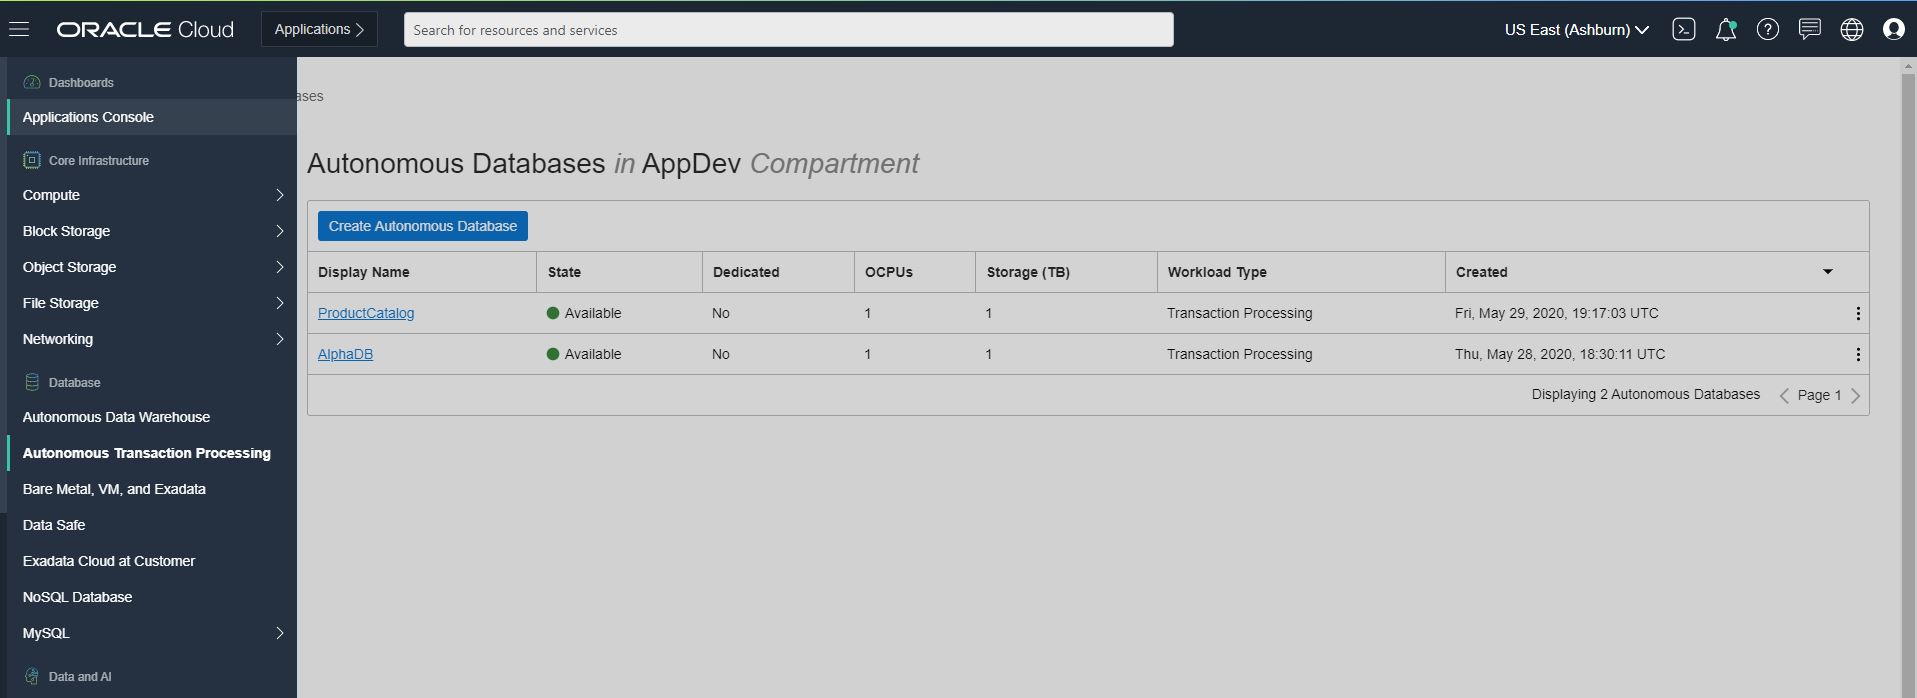 ORACLE Cloud
Applications
Search for resources and services
US East (Ashburn)
Dashboards
Applications Console
Core Infrastructure
Compute
Block Storage
Object Storage
File Storage
Networking
Database
Autonomous Data Warehouse
Autonomous Transaction Processing
Bare Metal, VM, and Exadata
Data Safe
Exadata Cloud at Customer
NoSQL Database
MySQL
Data and AI
ases
Autonomous Databases in AppDev Compartment
Create Autonomous Database
Display Name State Dedicated OCPUs Storage (TB) Workload Type Created
ProductCatalog Available No 1 1 Transaction Processing Fri, May 29, 2020, 19:17:03 UTC
AlphaDB Available No 1 1 Transaction Processing Thu, May 28, 2020, 18:30:11 UTC
Displaying 2 Autonomous Databases Page 1